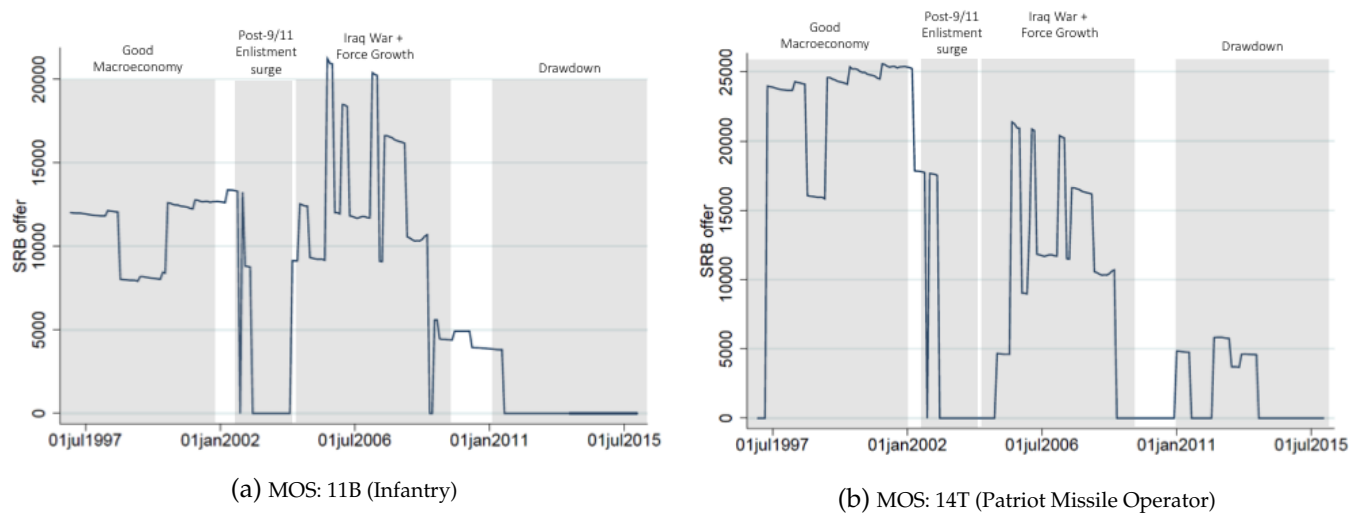 Good
Macroeconomy
Post-9/11
Enlistment
surge
Iraq War +
Force Growth
Drawdown
SRB offer
20000
15000
10000
5000
0
01jul1997
01jan2002
01jul2006
01jan2011
01jul2015
(a) MOS: 11B (Infantry)
Good
Macroeconomy
Post-9/11
Enlistment
surge
Iraq War +
Force Growth
Drawdown
SRB offer
25000
20000
15000
10000
5000
0
01jul1997
01jan2002
01jul2006
01jan2011
01jul2015
(b) MOS: 14T (Patriot Missile Operator)